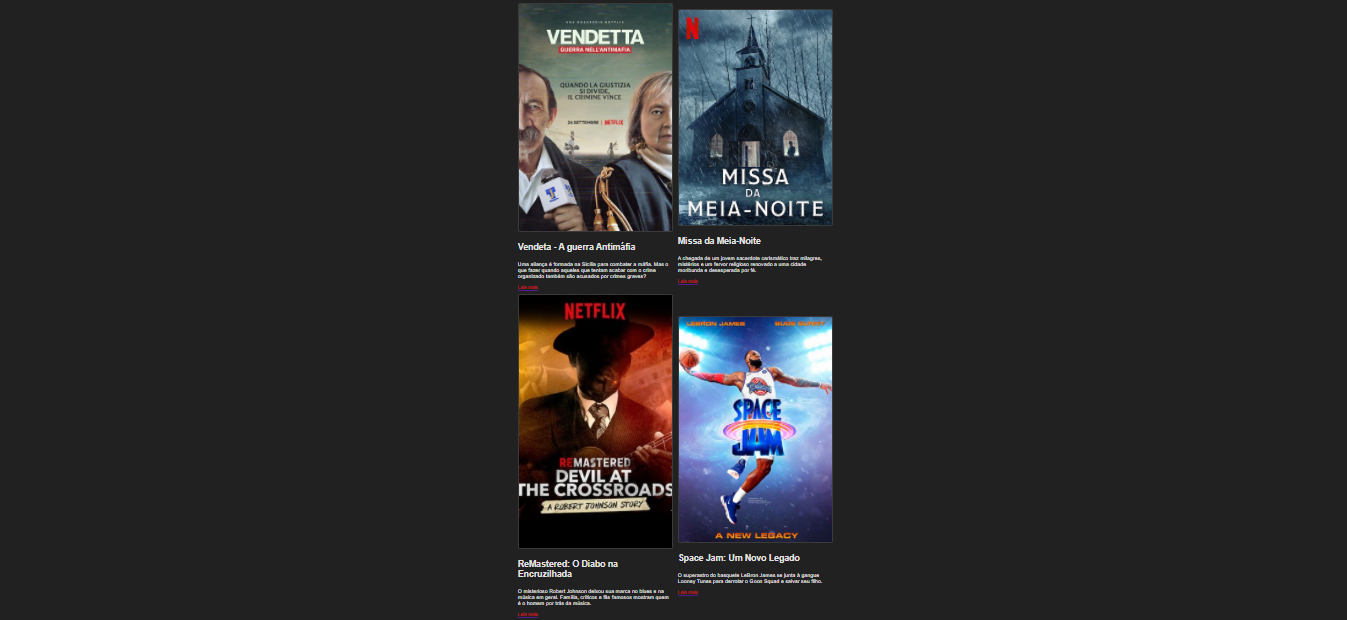 UNA DOCUSERIE NETFLIX
VENDETTA
GUERRA NELL'ANTIMAFIA
QUANDO LA GIUSTIZIA
SI DIVIDE,
IL CRIMINE VINCE
24 SETTEMBRE | NETFLIX
Vendeta - A guerra Antimáfia
Uma aliança é formada na Sicília para combater a máfia. Mas o
que fazer quando aqueles que tentam acabar com o crime
organizado também são acusados por crimes graves?
Leia mais
N
MISSA
DA
MEIA-NOITE
Missa da Meia-Noite
A chegada de um jovem sacerdote carismático traz milagres,
mistérios e um fervor religioso renovado a uma cidade
moribunda e desesperada por fé.
Leia mais
NETFLIX
REMASTERED
DEVIL AT
THE CROSSROADS
A ROBERT JOHNSON STORY
ReMastered: O Diabo na
Encruzilhada
O misterioso Robert Johnson deixou sua marca no blues e na
música em geral. Família, críticos e fãs famosos mostram quem
é o homem por trás da música.
Leia mais
LEBRON JAMES
SPACE
JAM
A NEW LEGACY
Space Jam: Um Novo Legado
O superastro do basquete LeBron James se junta à gangue
Looney Tunes para derrotar o Goon Squad e salvar seu filho.
Leia mais